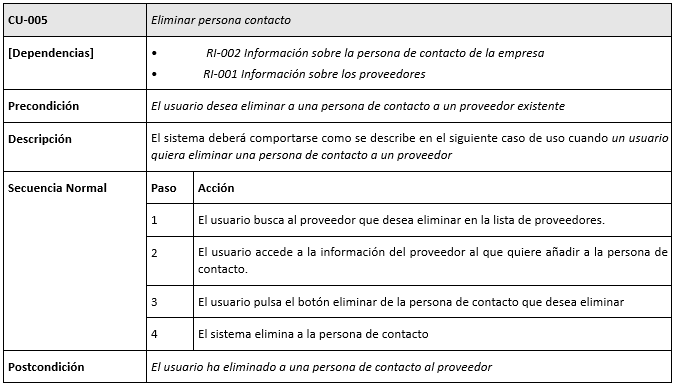 CU-005 Eliminar persona contacto
[Dependencias] • RI-002 Información sobre la persona de contacto de la empresa
• RI-001 Información sobre los proveedores
Precondición El usuario desea eliminar a una persona de contacto a un proveedor existente
Descripción El sistema deberá comportarse como se describe en el siguiente caso de uso cuando un usuario
quiera eliminar una persona de contacto a un proveedor
Secuencia Normal Paso Acción
1 El usuario busca al proveedor que desea eliminar en la lista de proveedores.
2 El usuario accede a la información del proveedor al que quiere añadir a la persona de
contacto.
3 El usuario pulsa el botón eliminar de la persona de contacto que desea eliminar
4 El sistema elimina a la persona de contacto
Postcondición El usuario ha eliminado a una persona de contacto al proveedor